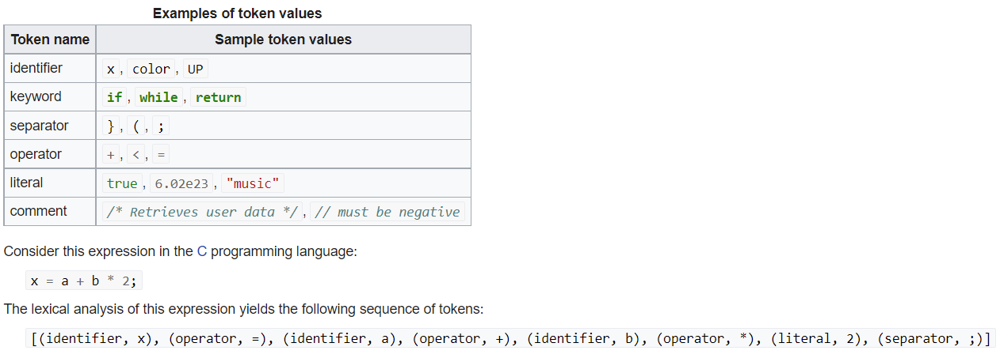 Examples of token values
Token name Sample token values
identifier x, color, UP
keyword if, while, return
separator }, (, ;
operator +, <, =
literal true, 6.02e23, "music"
comment /* Retrieves user data */, // must be negative
Consider this expression in the C programming language:
x = a + b * 2;
The lexical analysis of this expression yields the following sequence of tokens:
[(identifier, x), (operator, =), (identifier, a), (operator, +), (identifier, b), (operator, *), (literal, 2), (separator, ;)]